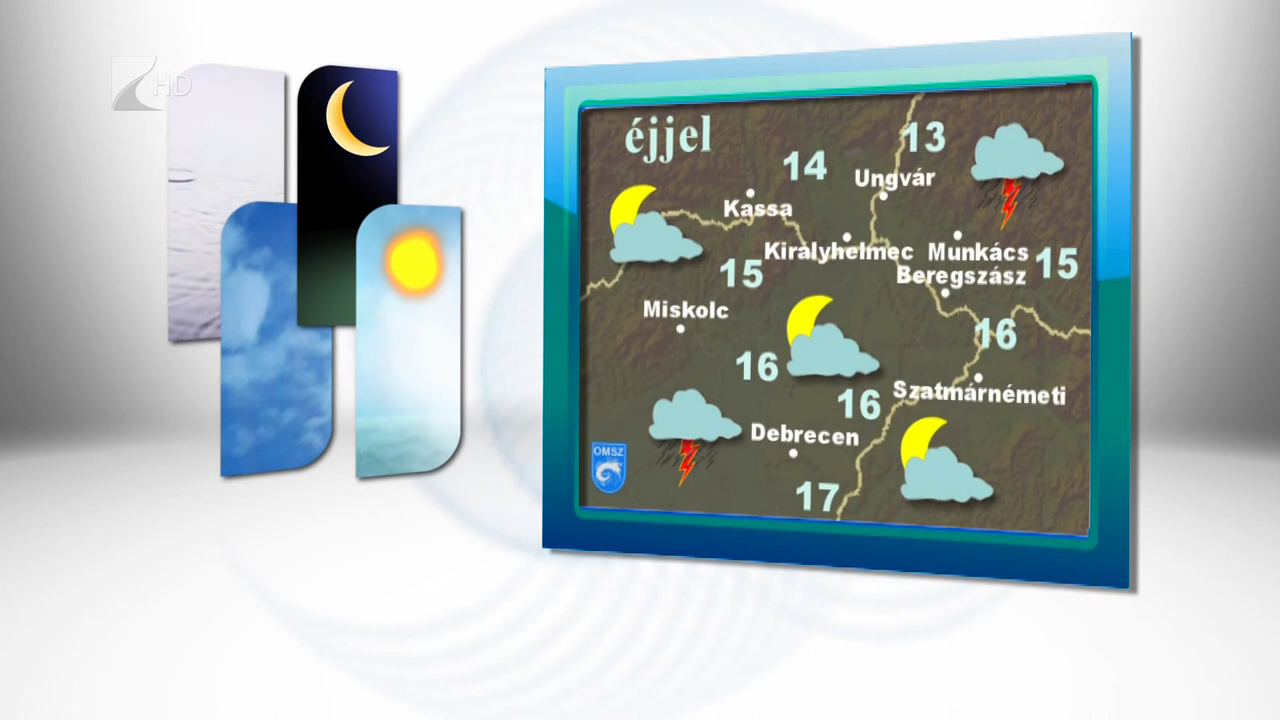 HD
éjjel
13
14
Ungvár
Kassa
Királyhelmec
Munkács
15
Beregszász
15
Miskolc
16
16
Szatmárnémeti
16
Debrecen
OMSZ
17